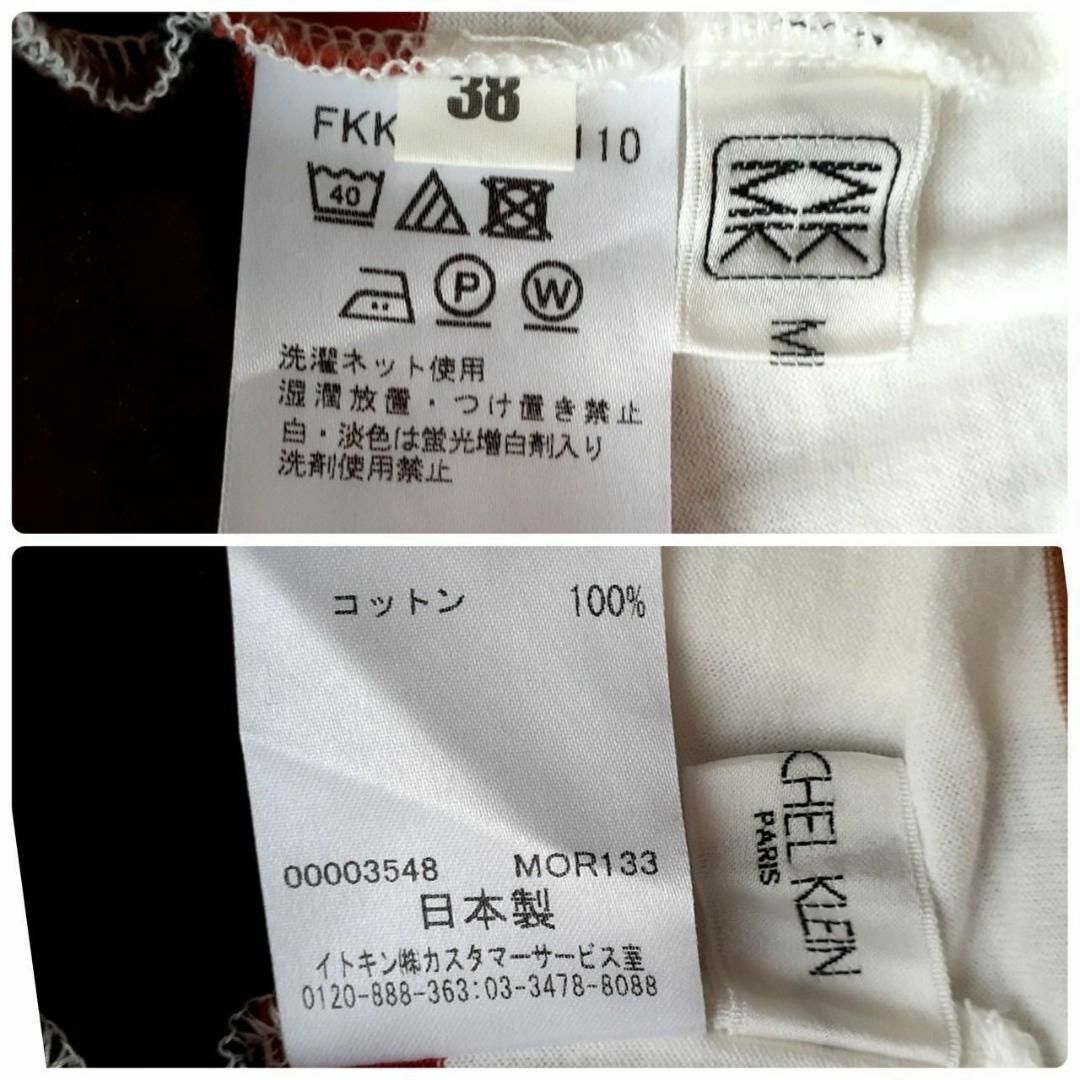 38
FKK 110
40
P W
洗濯ネット使用
湿潤放置・つけ置き禁止
白・淡色は蛍光増白剤入り
洗剤使用禁止
KK
MI
コットン 100%
00003548 MOR133
日本製
イトキン㈱カスタマーサービス室
0120-888-363:03-3478-8088
CHEL KLEIN
PARIS